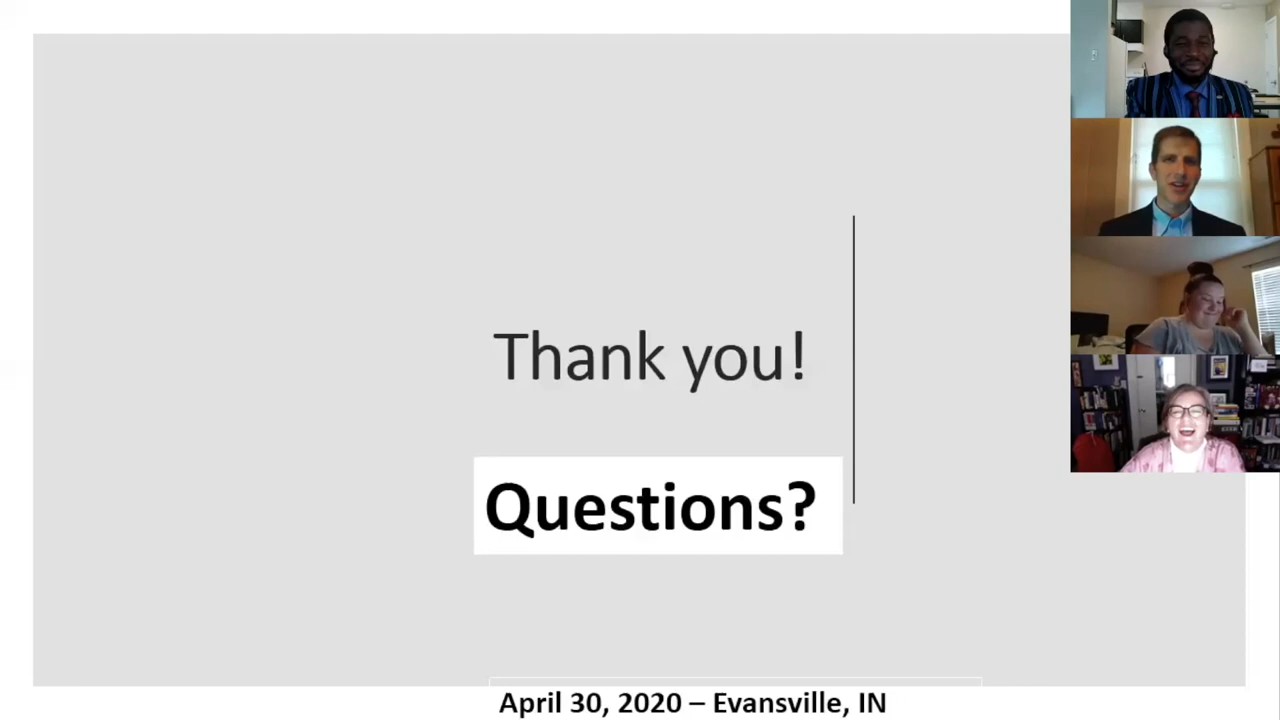 Thank you!
Questions?
April 30, 2020 – Evansville, IN